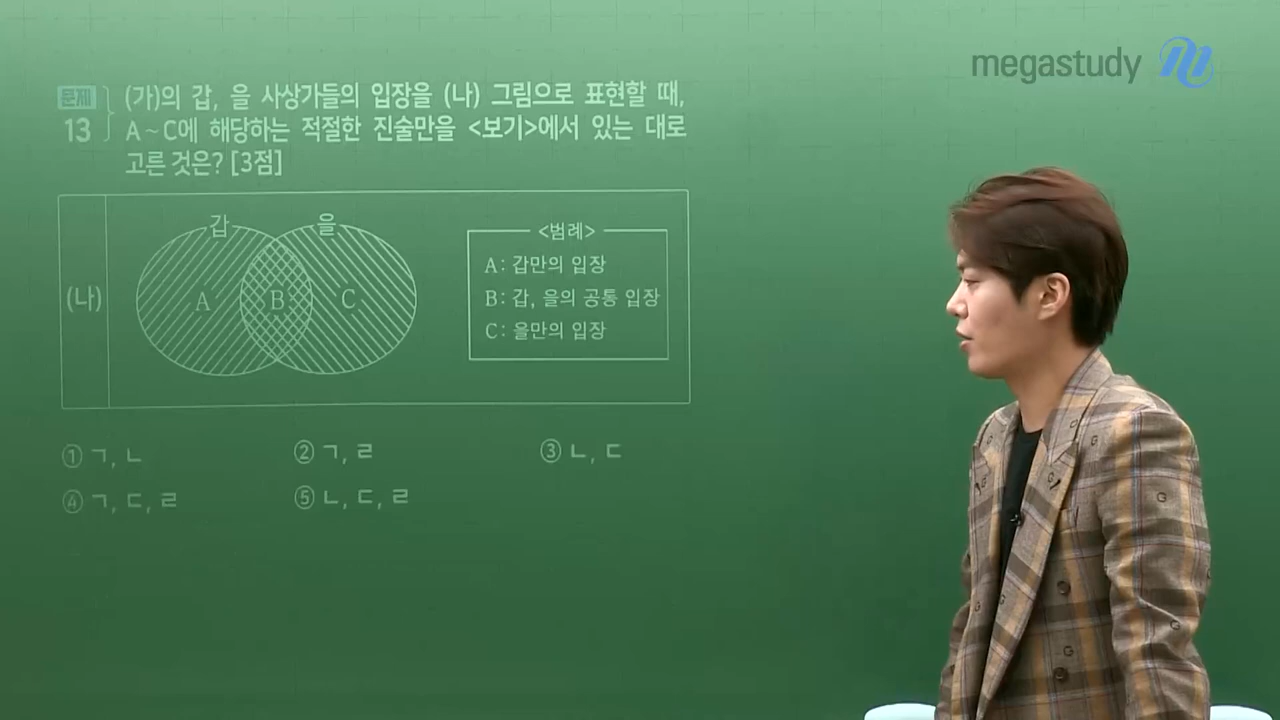 megastudy
문제
13
(가)의 갑, 을 사상가들의 입장을 (나) 그림으로 표현할 때,
A~C에 해당하는 적절한 진술만을 <보기>에서 있는 대로
고른 것은? [3점]
(나)
갑 을
A B C
<범례>
A: 갑만의 입장
B: 갑, 을의 공통 입장
C: 을만의 입장
① ㄱ, ㄴ ② ㄱ, ㄹ ③ ㄴ, ㄷ
④ ㄱ, ㄷ, ㄹ ⑤ ㄴ, ㄷ, ㄹ